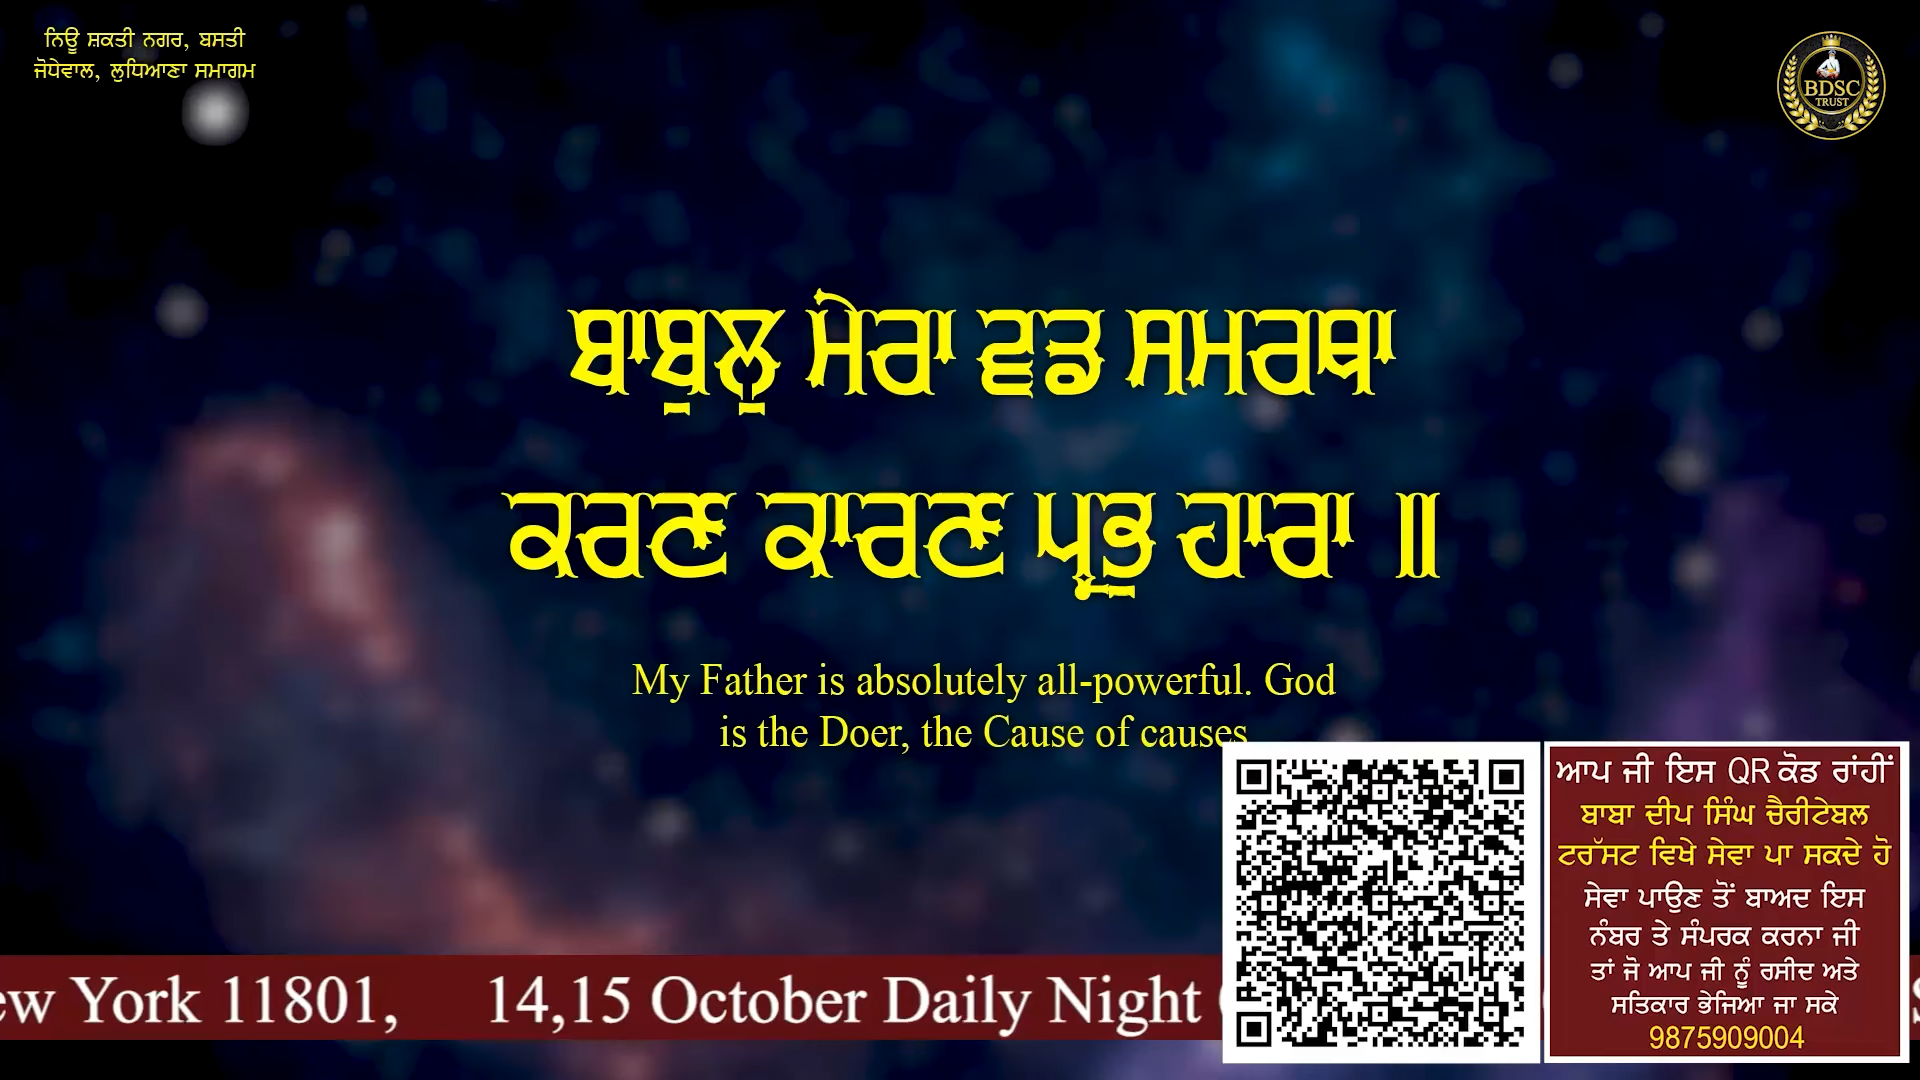 ਨਿਊ ਸ਼ਕਤੀ ਨਗਰ, ਬਸਤੀ
ਜੋਧੇਵਾਲ, ਲੁਧਿਆਣਾ ਸਮਾਗਮ
BDSC
TRUST
ਬਾਬੁਲੁ ਮੇਰਾ ਵਡ ਸਮਰਥਾ
ਕਰਣ ਕਾਰਣ ਪ੍ਰਭੁ ਹਾਰਾ ॥
My Father is absolutely all-powerful. God
is the Doer, the Cause of causes
ਆਪ ਜੀ ਇਸ QR ਕੋਡ ਰਾਂਹੀਂ
ਬਾਬਾ ਦੀਪ ਸਿੰਘ ਚੈਰੀਟੇਬਲ
ਟਰੱਸਟ ਵਿਖੇ ਸੇਵਾ ਪਾ ਸਕਦੇ ਹੋ
ਸੇਵਾ ਪਾਉਣ ਤੋਂ ਬਾਅਦ ਇਸ
ਨੰਬਰ ਤੇ ਸੰਪਰਕ ਕਰਨਾ ਜੀ
ਤਾਂ ਜੋ ਆਪ ਜੀ ਨੂੰ ਰਸੀਦ ਅਤੇ
ਸਤਿਕਾਰ ਭੇਜਿਆ ਜਾ ਸਕੇ
9875909004
ew York 11801, 14,15 October Daily Night